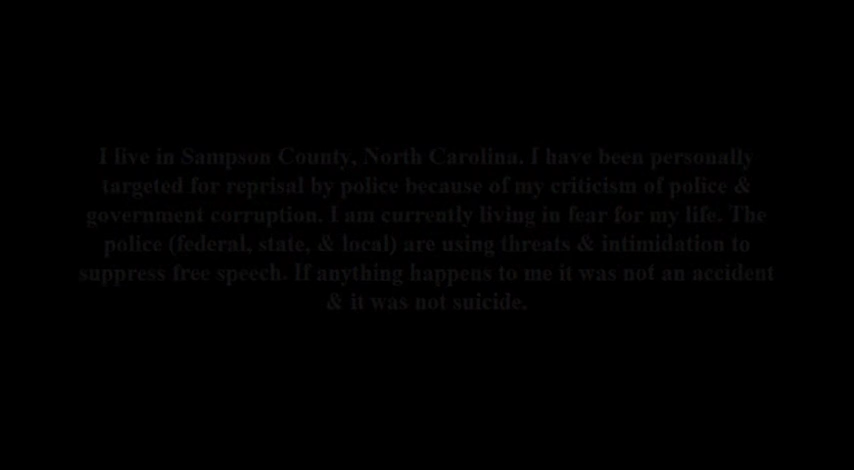 I live in Sampson County, North Carolina. I have been personally
targeted for reprisal by police because of my criticism of police &
government corruption. I am currently living in fear for my life. The
police (federal, state, & local) are using threats & intimidation to
suppress free speech. If anything happens to me it was not an accident
& it was not suicide.